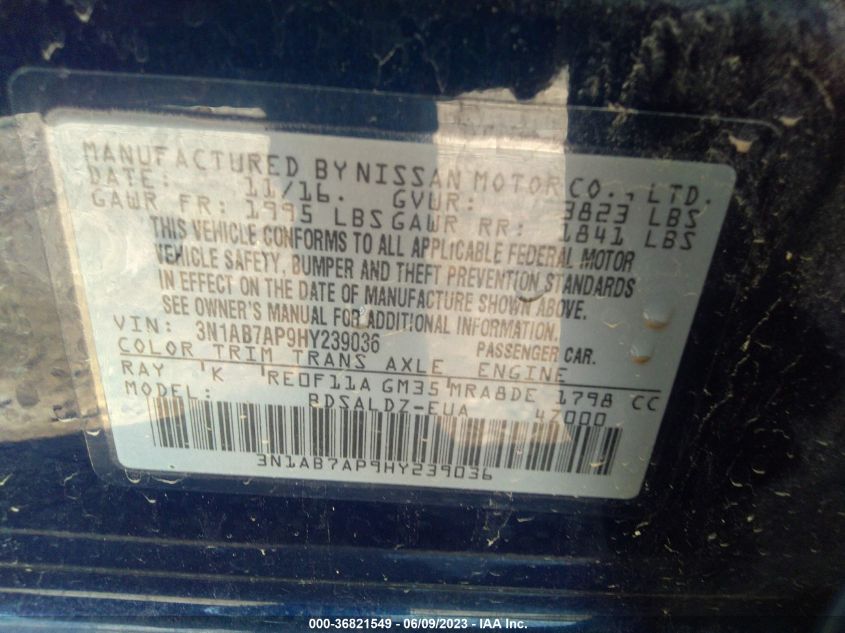 MANUFACTURED BY NISSAN MOTOR CO., LTD.
DATE: 11/16. GVWR: 3823 LBS
GAWR FR: 1995 LBS GAWR RR: 1841 LBS
THIS VEHICLE CONFORMS TO ALL APPLICABLE FEDERAL MOTOR
VEHICLE SAFETY, BUMPER AND THEFT PREVENTION STANDARDS
IN EFFECT ON THE DATE OF MANUFACTURE SHOWN ABOVE.
SEE OWNER'S MANUAL FOR ADDITIONAL INFORMATION.
VIN: 3N1AB7AP9HY239036 PASSENGER CAR.
COLOR TRIM TRANS AXLE ENGINE
RAY 'K 'RE0F11A GM35 'MRA8DE 1798 CC
MODEL: BDSALDZ-EUA 47000
3N1AB7AP9HY239036
000-36821549 - 06/09/2023 - IAA Inc.